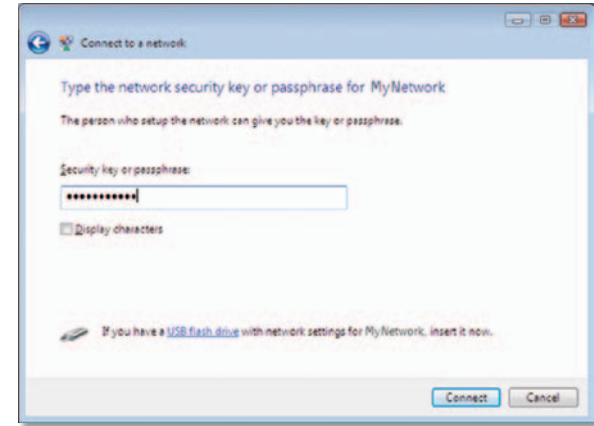 Connect to a network
Type the network security key or passphrase for MyNetwork
The person who setup the network can give you the key or passphrase.
Security key or passphrase:
•••••••••••
Display characters
If you have a USB flash drive with network settings for MyNetwork, insert it now.
Connect Cancel